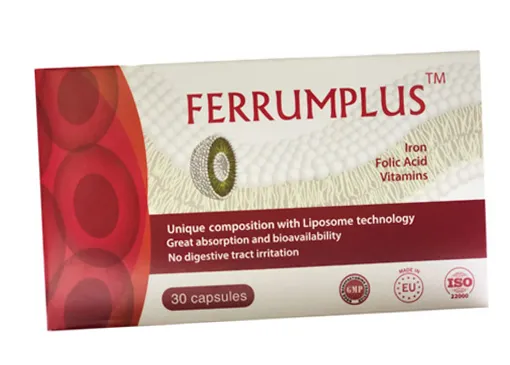 FERRUMPLUS™
Iron
Folic Acid
Vitamins
Unique composition with Liposome technology
Great absorption and bioavailability
No digestive tract irritation
30 capsules
GMP
MADE IN
EU
ISO
22000